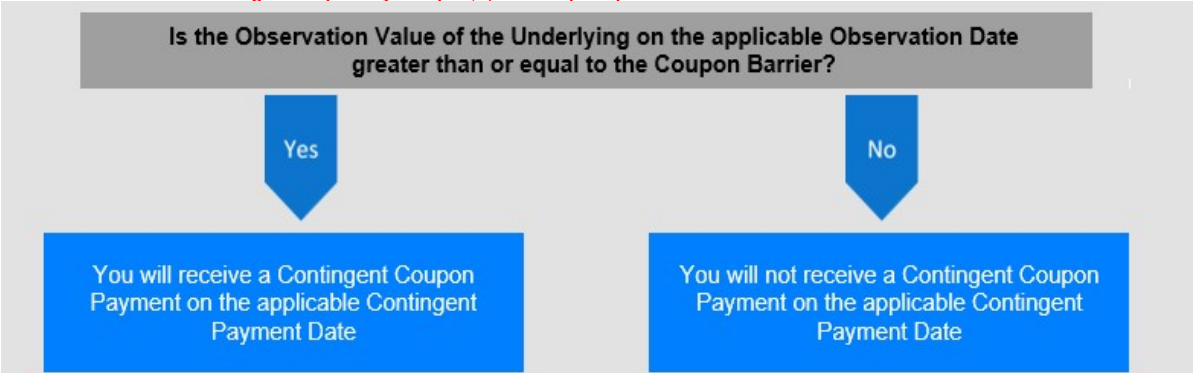 Is the Observation Value of the Underlying on the applicable Observation Date
greater than or equal to the Coupon Barrier?
Yes
No
You will receive a Contingent Coupon
Payment on the applicable Contingent
Payment Date
You will not receive a Contingent Coupon
Payment on the applicable Contingent
Payment Date